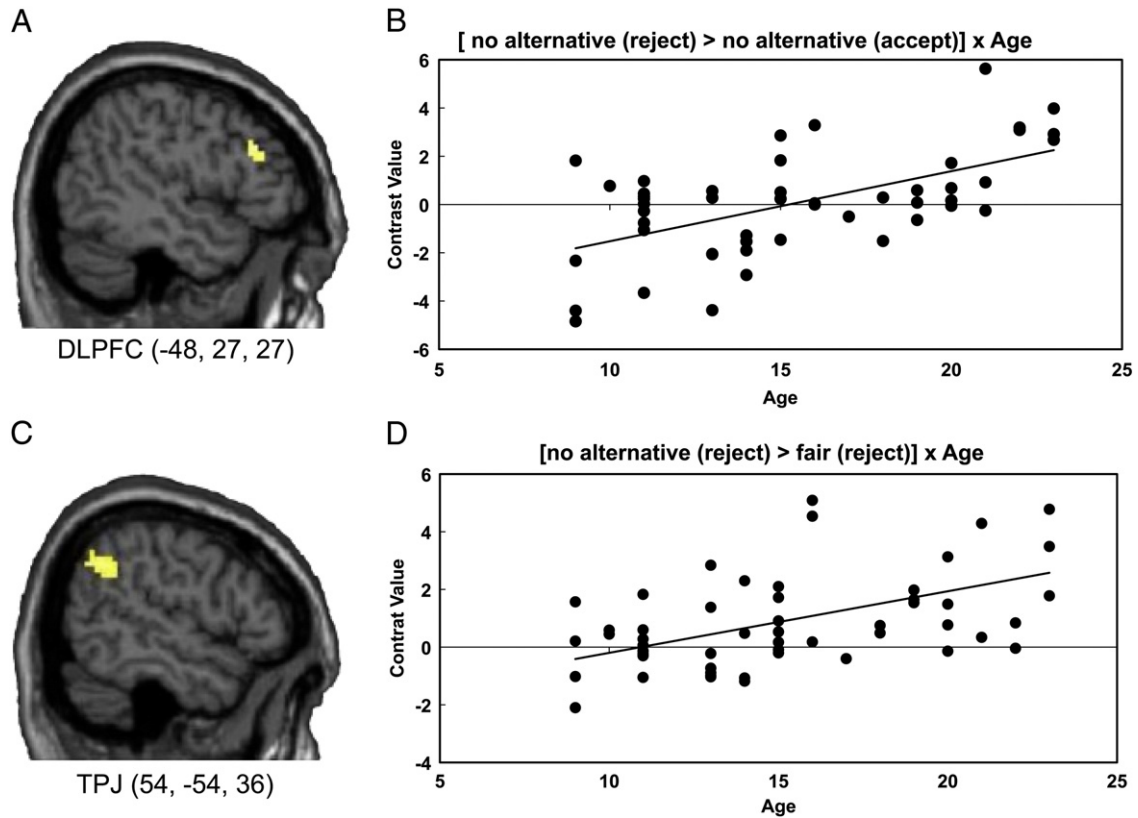 A
DLPFC (-48, 27, 27)
B
[ no alternative (reject) > no alternative (accept)] x Age
Contrast Value
6
4
2
0
-2
-4
-6
5
10
15
20
25
Age
C
TPJ (54, -54, 36)
D
[no alternative (reject) > fair (reject)] x Age
Contrat Value
6
4
2
0
-2
-4
5
10
15
20
25
Age